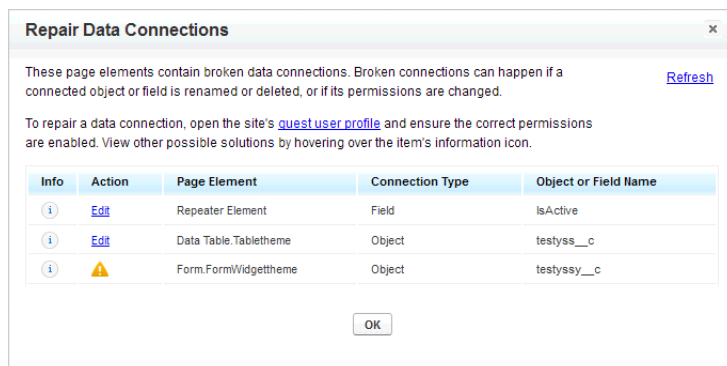 Repair Data Connections
×
These page elements contain broken data connections. Broken connections can happen if a
connected object or field is renamed or deleted, or if its permissions are changed.
Refresh
To repair a data connection, open the site's guest user profile and ensure the correct permissions
are enabled. View other possible solutions by hovering over the item's information icon.
Info Action Page Element Connection Type Object or Field Name
i Edit Repeater Element Field IsActive
i Edit Data Table.Tabletheme Object testyss__c
i Form.FormWidgettheme Object testyssy__c
OK